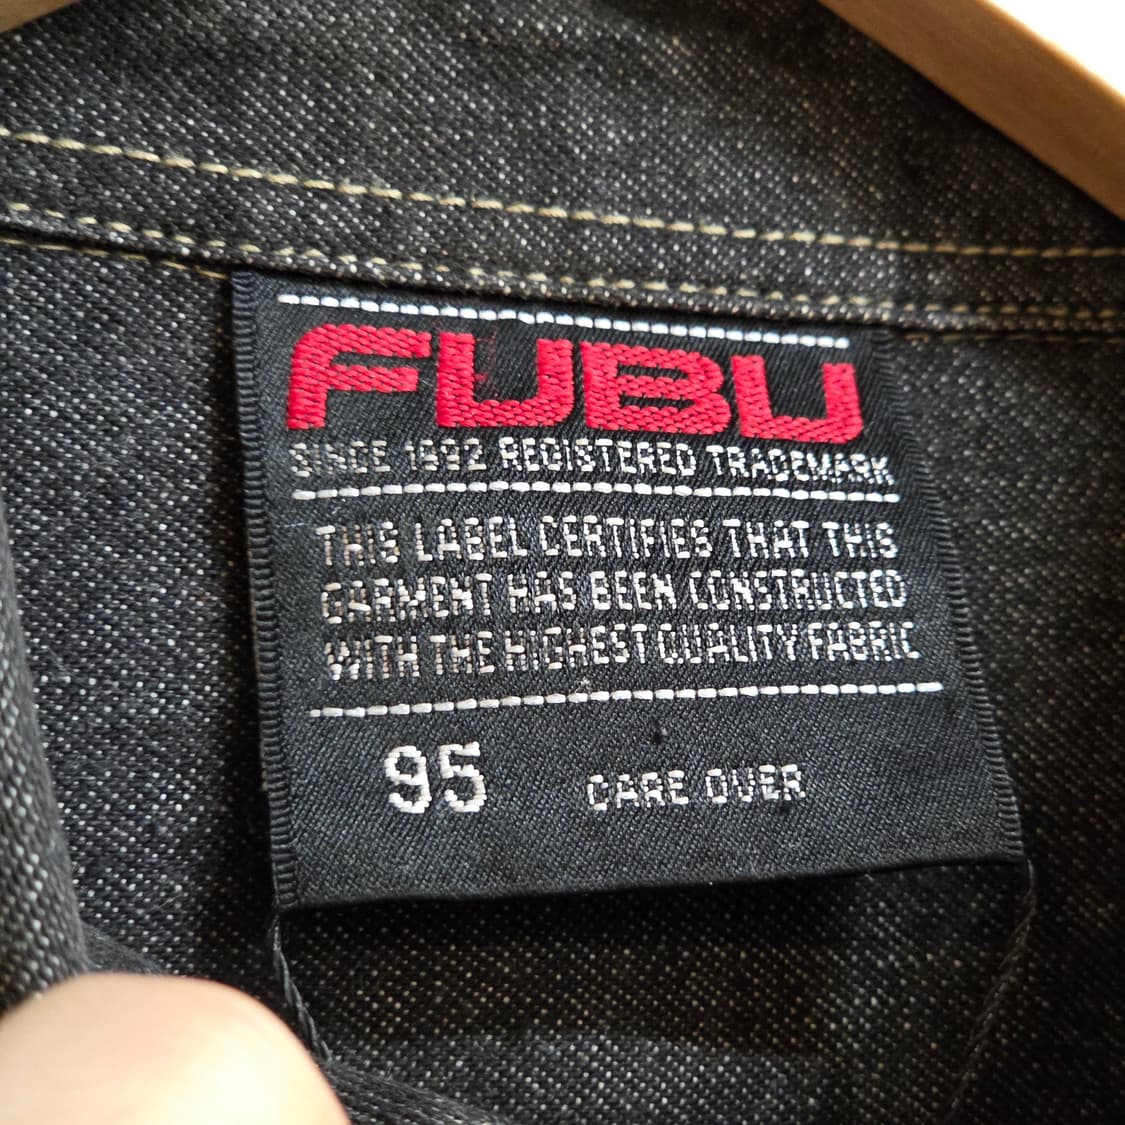 FUBU
SINCE 1992 REGISTERED TRADEMARK
THIS LABEL CERTIFIES THAT THIS
GARMENT HAS BEEN CONSTRUCTED
WITH THE HIGHEST QUALITY FABRIC
95 CARE OVER